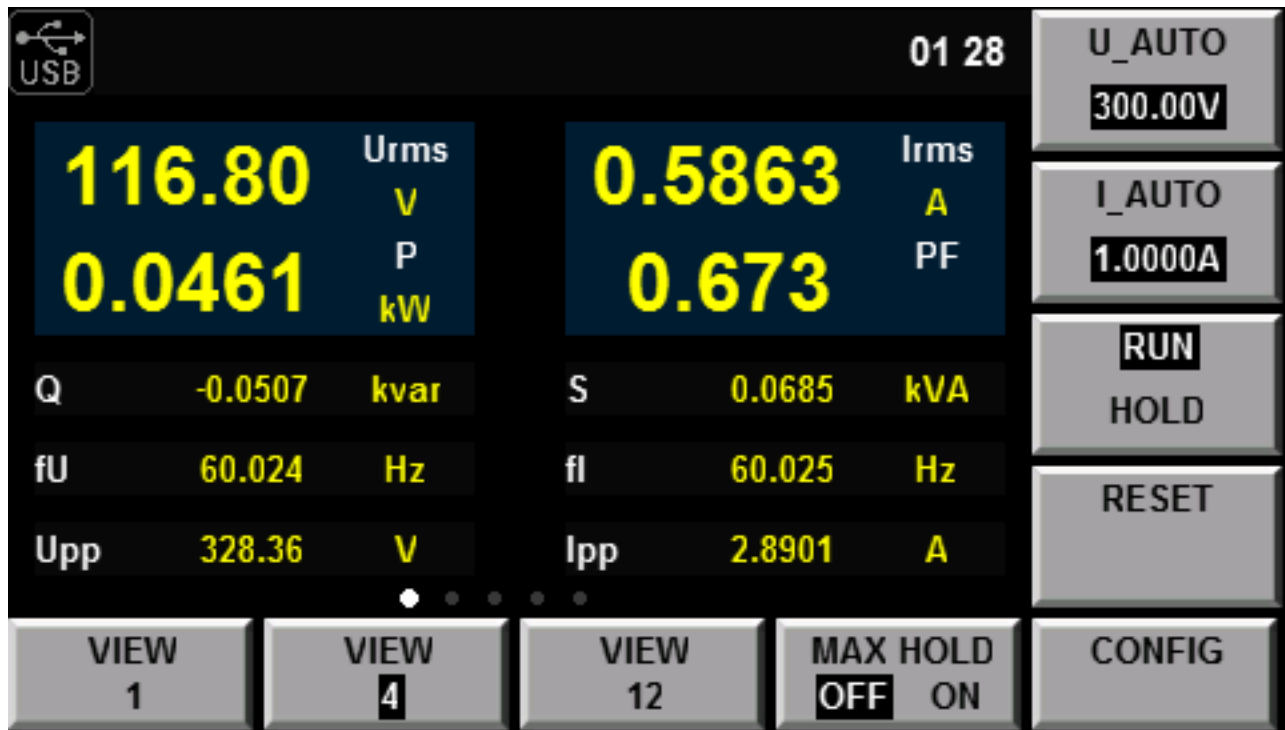 USB
01 28
U_AUTO
300.00V
116.80 Urms V
0.5863 Irms A
I_AUTO
1.0000A
0.0461 P kW
0.673 PF
RUN
HOLD
Q -0.0507 kvar
S 0.0685 kVA
fU 60.024 Hz
fI 60.025 Hz
RESET
Upp 328.36 V
Ipp 2.8901 A
VIEW
1
VIEW
4
VIEW
12
MAX HOLD
OFF ON
CONFIG